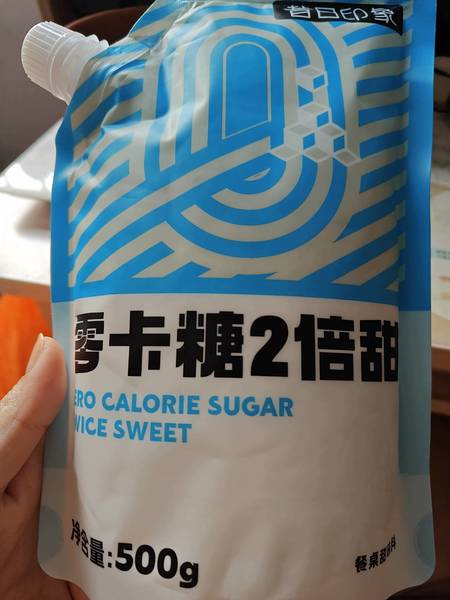 昔日印象
零卡糖2倍甜
ERO CALORIE SUGAR
WICE SWEET
净含量:500g
餐桌甜味料